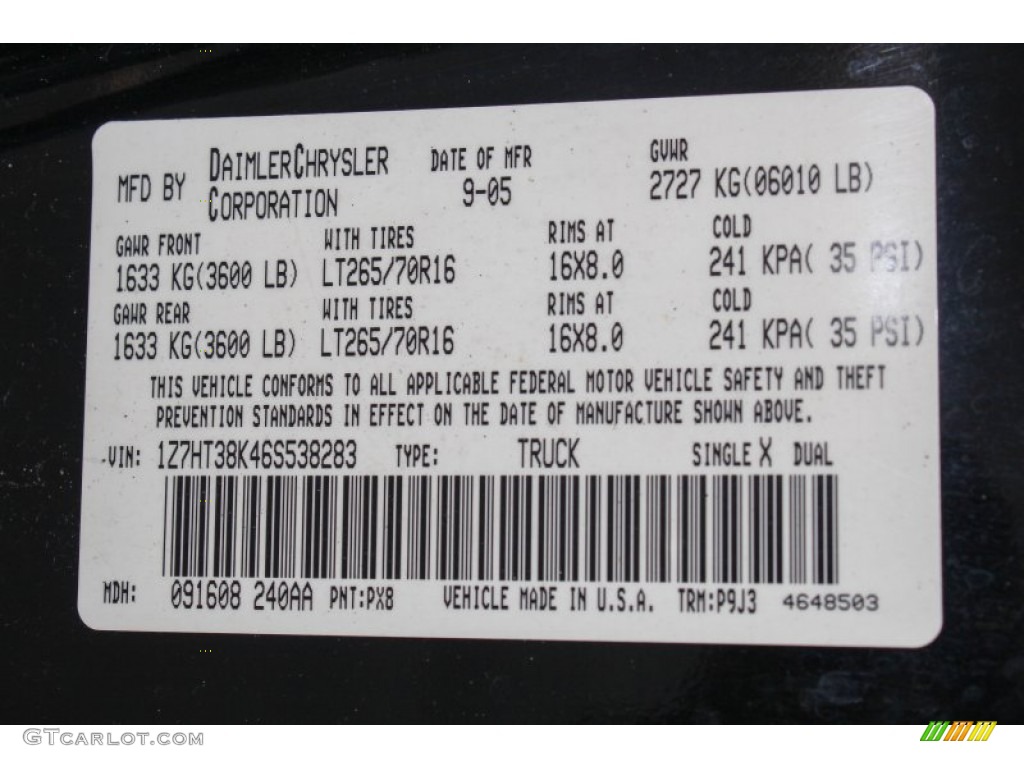 MFD BY DAIMLERCHRYSLER CORPORATION DATE OF MFR 9-05 GVWR 2727 KG(06010 LB)
GAWR FRONT WITH TIRES RIMS AT COLD
1633 KG(3600 LB) LT265/70R16 16X8.0 241 KPA( 35 PSI)
GAWR REAR WITH TIRES RIMS AT COLD
1633 KG(3600 LB) LT265/70R16 16X8.0 241 KPA( 35 PSI)
THIS VEHICLE CONFORMS TO ALL APPLICABLE FEDERAL MOTOR VEHICLE SAFETY AND THEFT
PREVENTION STANDARDS IN EFFECT ON THE DATE OF MANUFACTURE SHOWN ABOVE.
VIN: 1Z7HT38K46S538283 TYPE: TRUCK SINGLE X DUAL
MDH: 091608 240AA PNT:PX8 VEHICLE MADE IN U.S.A. TRM:P9J3 4648503
GTCARLOT.COM